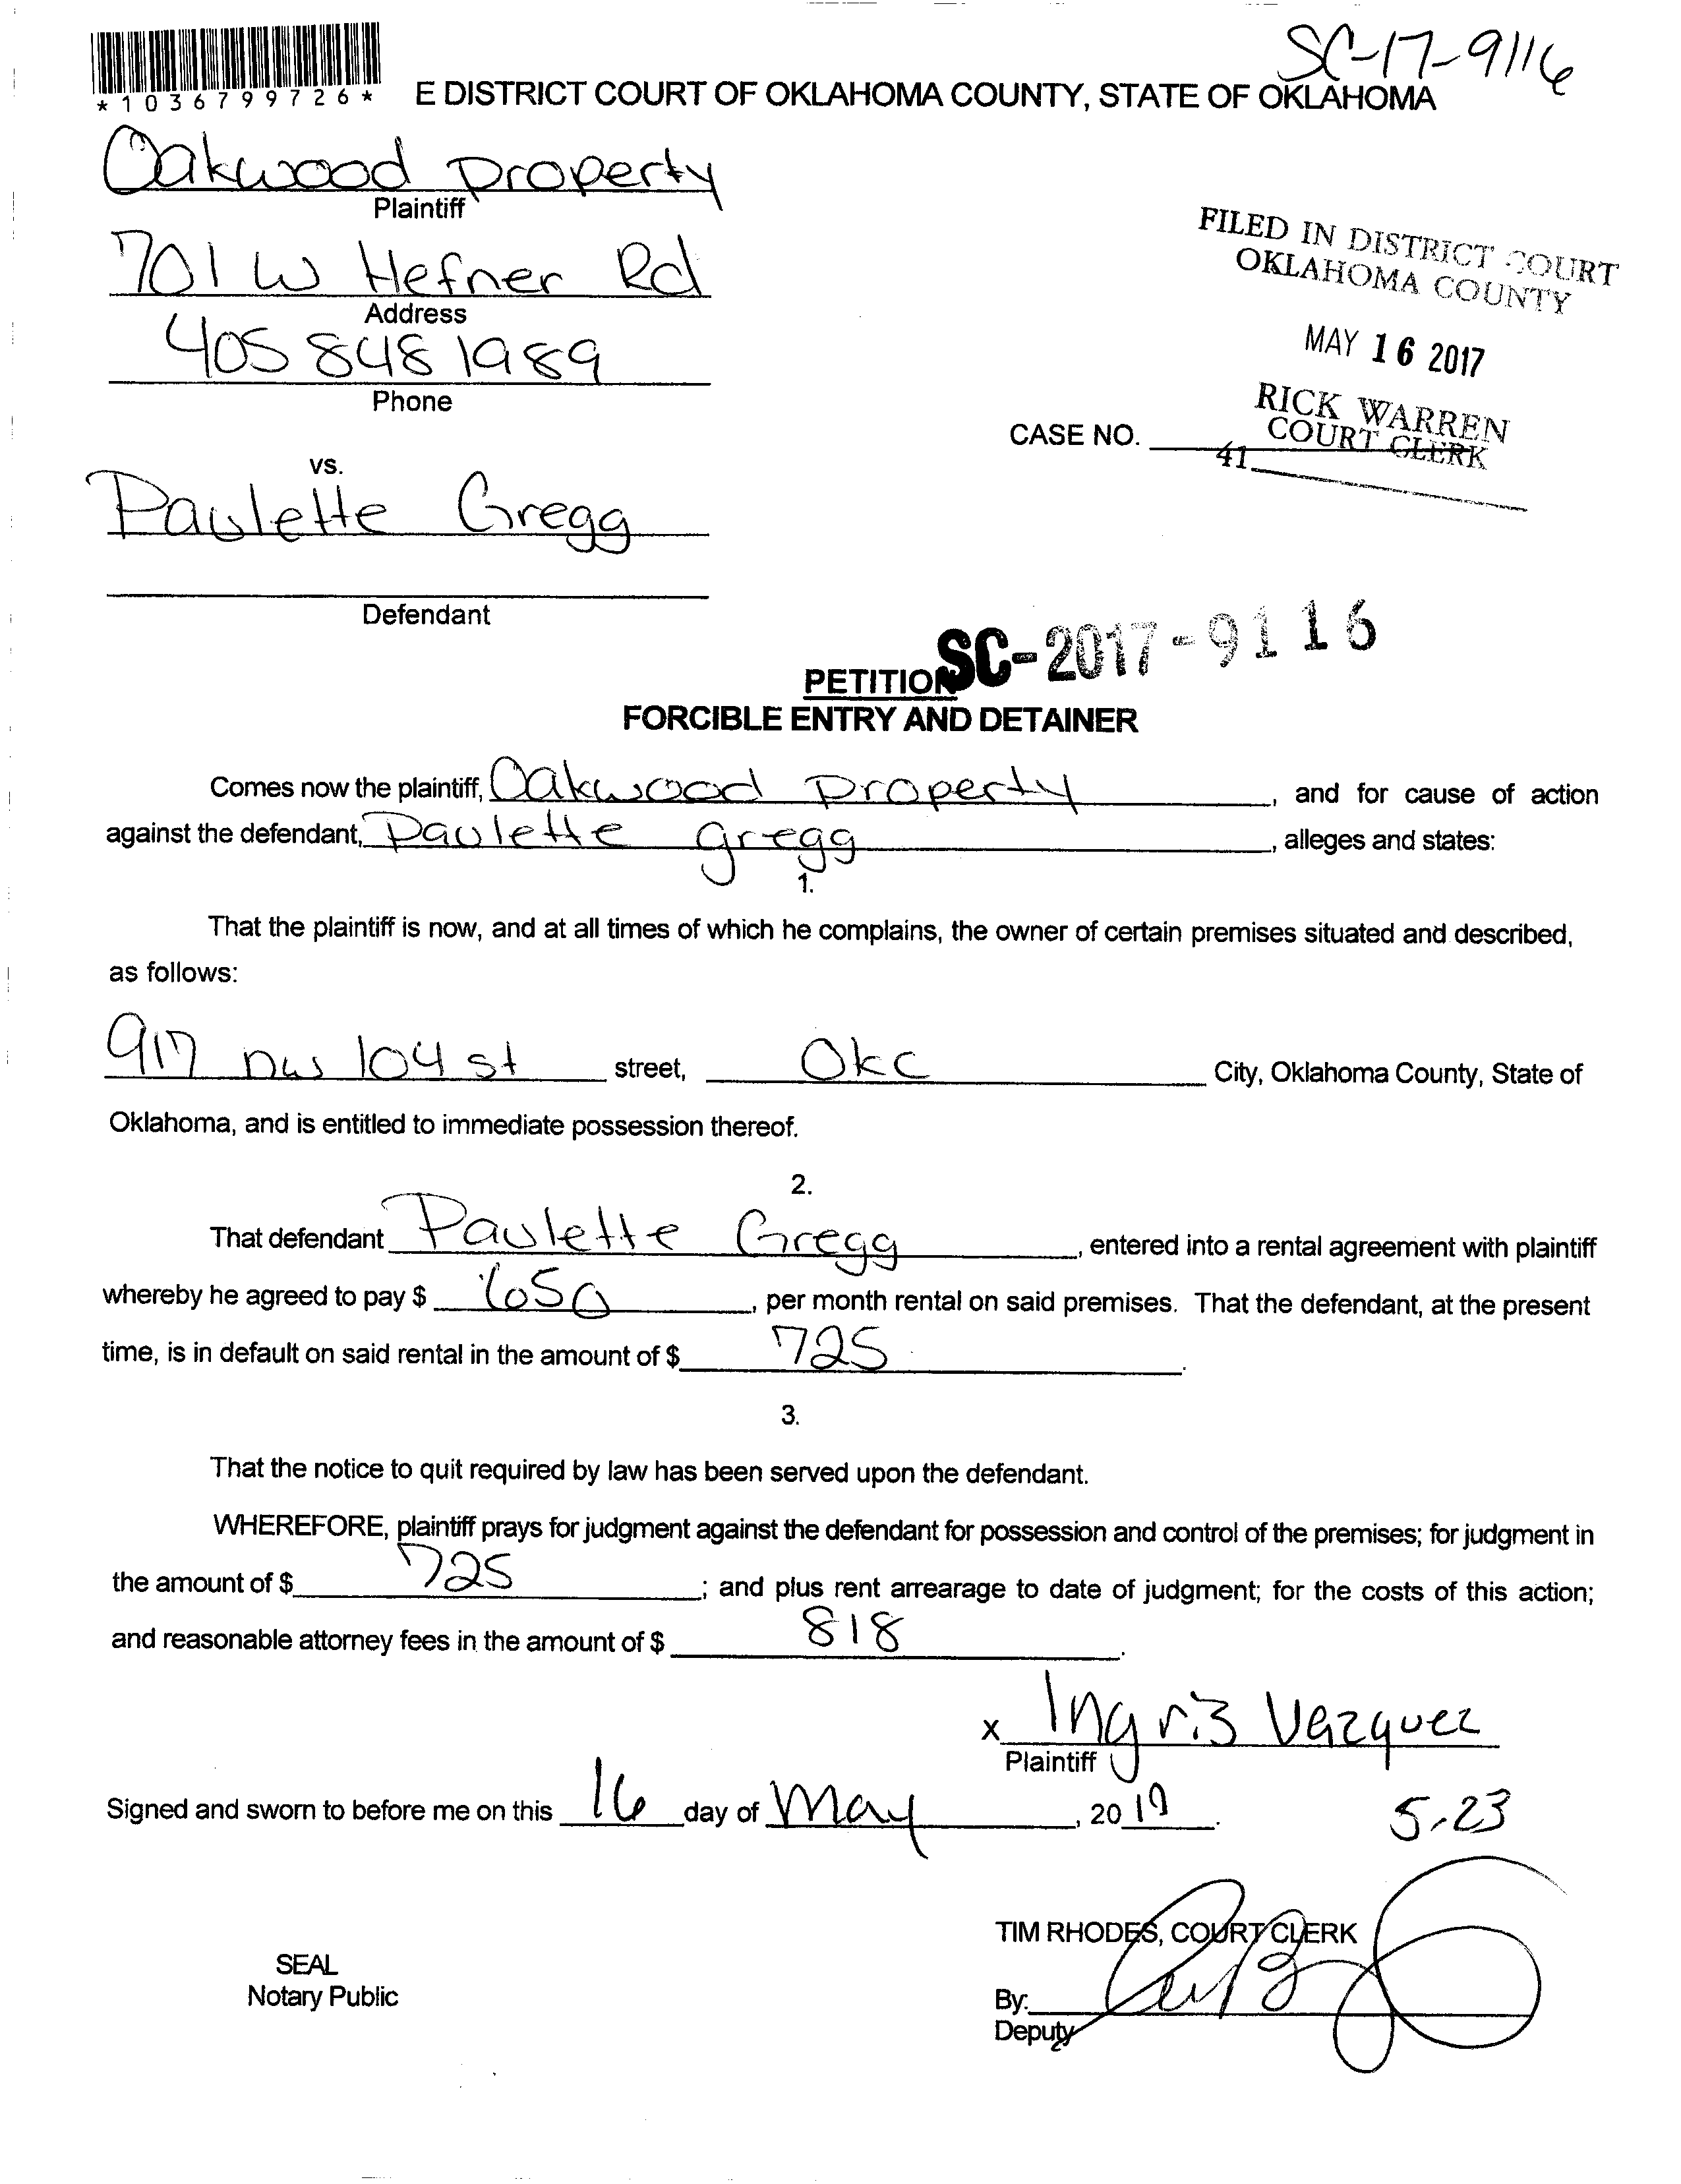 SC-17-9116
*1036799726*
E DISTRICT COURT OF OKLAHOMA COUNTY, STATE OF OKLAHOMA
Oakwood Property
Plaintiff
701 W Hefner Rd
Address
405 848 1989
Phone
FILED IN DISTRICT COURT
OKLAHOMA COUNTY
MAY 16 2017
RICK WARREN
COURT CLERK
41
CASE NO.
vs.
Paulette Gregg
Defendant
SC-2017-9116
PETITION
FORCIBLE ENTRY AND DETAINER
Comes now the plaintiff, Oakwood Property, and for cause of action
against the defendant, Paulette gregg, alleges and states:
1.
That the plaintiff is now, and at all times of which he complains, the owner of certain premises situated and described,
as follows:
917 nw 104 st street, Okc City, Oklahoma County, State of
Oklahoma, and is entitled to immediate possession thereof.
2.
That defendant Paulette Gregg, entered into a rental agreement with plaintiff
whereby he agreed to pay $ 650, per month rental on said premises. That the defendant, at the present
time, is in default on said rental in the amount of $ 725.
3.
That the notice to quit required by law has been served upon the defendant.
WHEREFORE, plaintiff prays for judgment against the defendant for possession and control of the premises; for judgment in
the amount of $ 725; and plus rent arrearage to date of judgment; for the costs of this action;
and reasonable attorney fees in the amount of $ 818.
x Ingris Vazquez
Plaintiff
Signed and sworn to before me on this 16 day of May, 2017.
5-23
TIM RHODES, COURT CLERK
SEAL
Notary Public
By:
Deputy